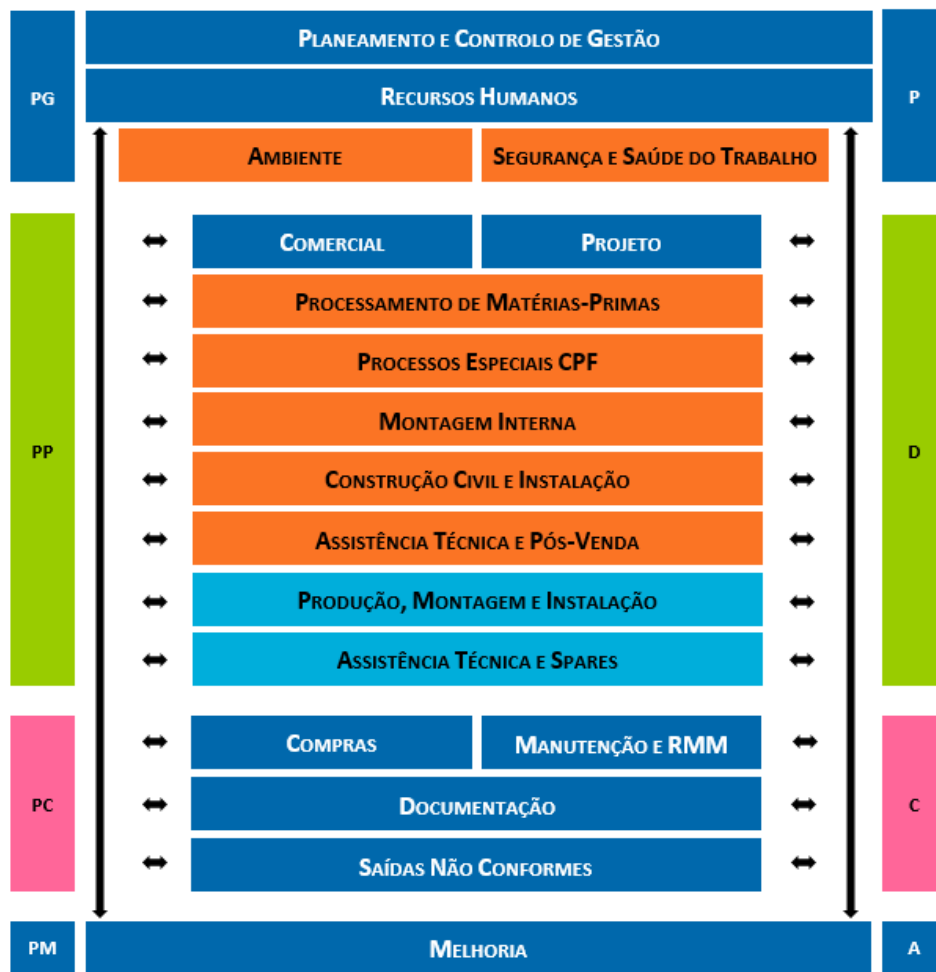 PLANEAMENTO E CONTROLO DE GESTÃO
PG
RECURSOS HUMANOS
P
AMBIENTE
SEGURANÇA E SAÚDE DO TRABALHO
COMERCIAL
PROJETO
PROCESSAMENTO DE MATÉRIAS-PRIMAS
PROCESSOS ESPECIAIS CPF
MONTAGEM INTERNA
PP
D
CONSTRUÇÃO CIVIL E INSTALAÇÃO
ASSISTÊNCIA TÉCNICA E PÓS-VENDA
PRODUÇÃO, MONTAGEM E INSTALAÇÃO
ASSISTÊNCIA TÉCNICA E SPARES
COMPRAS
MANUTENÇÃO E RMM
PC
DOCUMENTAÇÃO
C
SAÍDAS NÃO CONFORMES
PM
MELHORIA
A